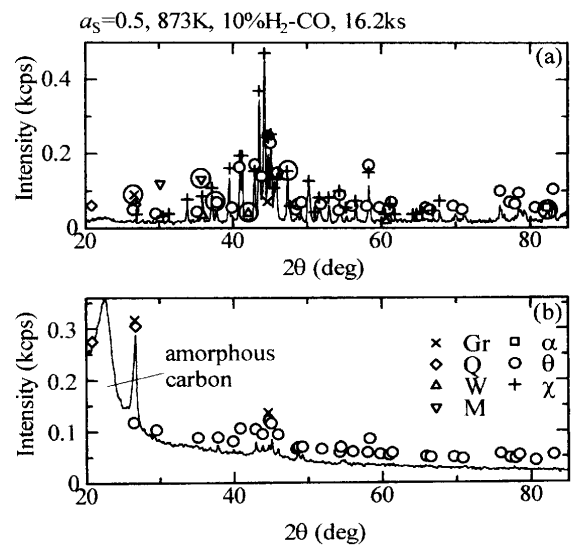 aS=0.5, 873K, 10%H2-CO, 16.2ks
(a)
Intensity (kcps)
0.4
0.2
0
20 40 60 80
2θ (deg)
(b)
Intensity (kcps)
0.3
0.2
0.1
0
amorphous
carbon
× Gr □ α
◇ Q ○ θ
△ W + χ
▽ M
20 40 60 80
2θ (deg)